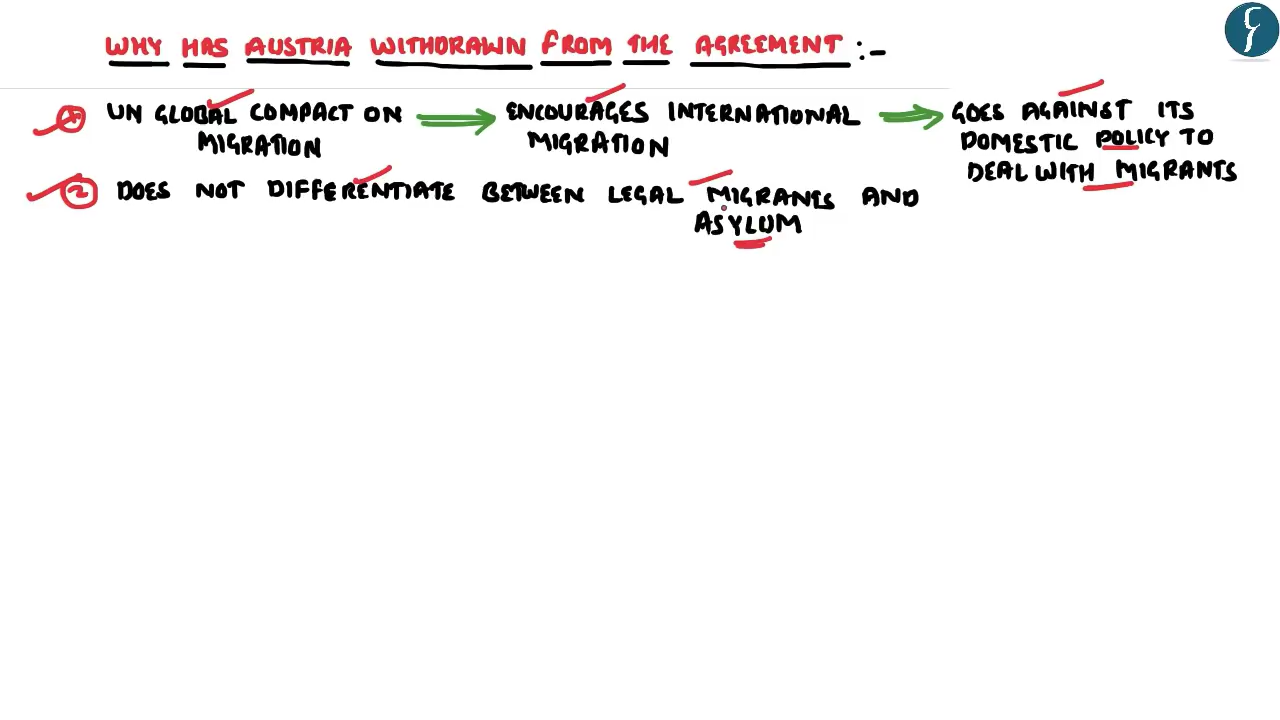 WHY HAS AUSTRIA WITHDRAWN FROM THE AGREEMENT :-
UN GLOBAL COMPACT ON MIGRATION
ENCOURAGES INTERNATIONAL MIGRATION
GOES AGAINST ITS DOMESTIC POLICY TO DEAL WITH MIGRANTS
2 DOES NOT DIFFERENTIATE BETWEEN LEGAL MIGRANTS AND
ASYLUM